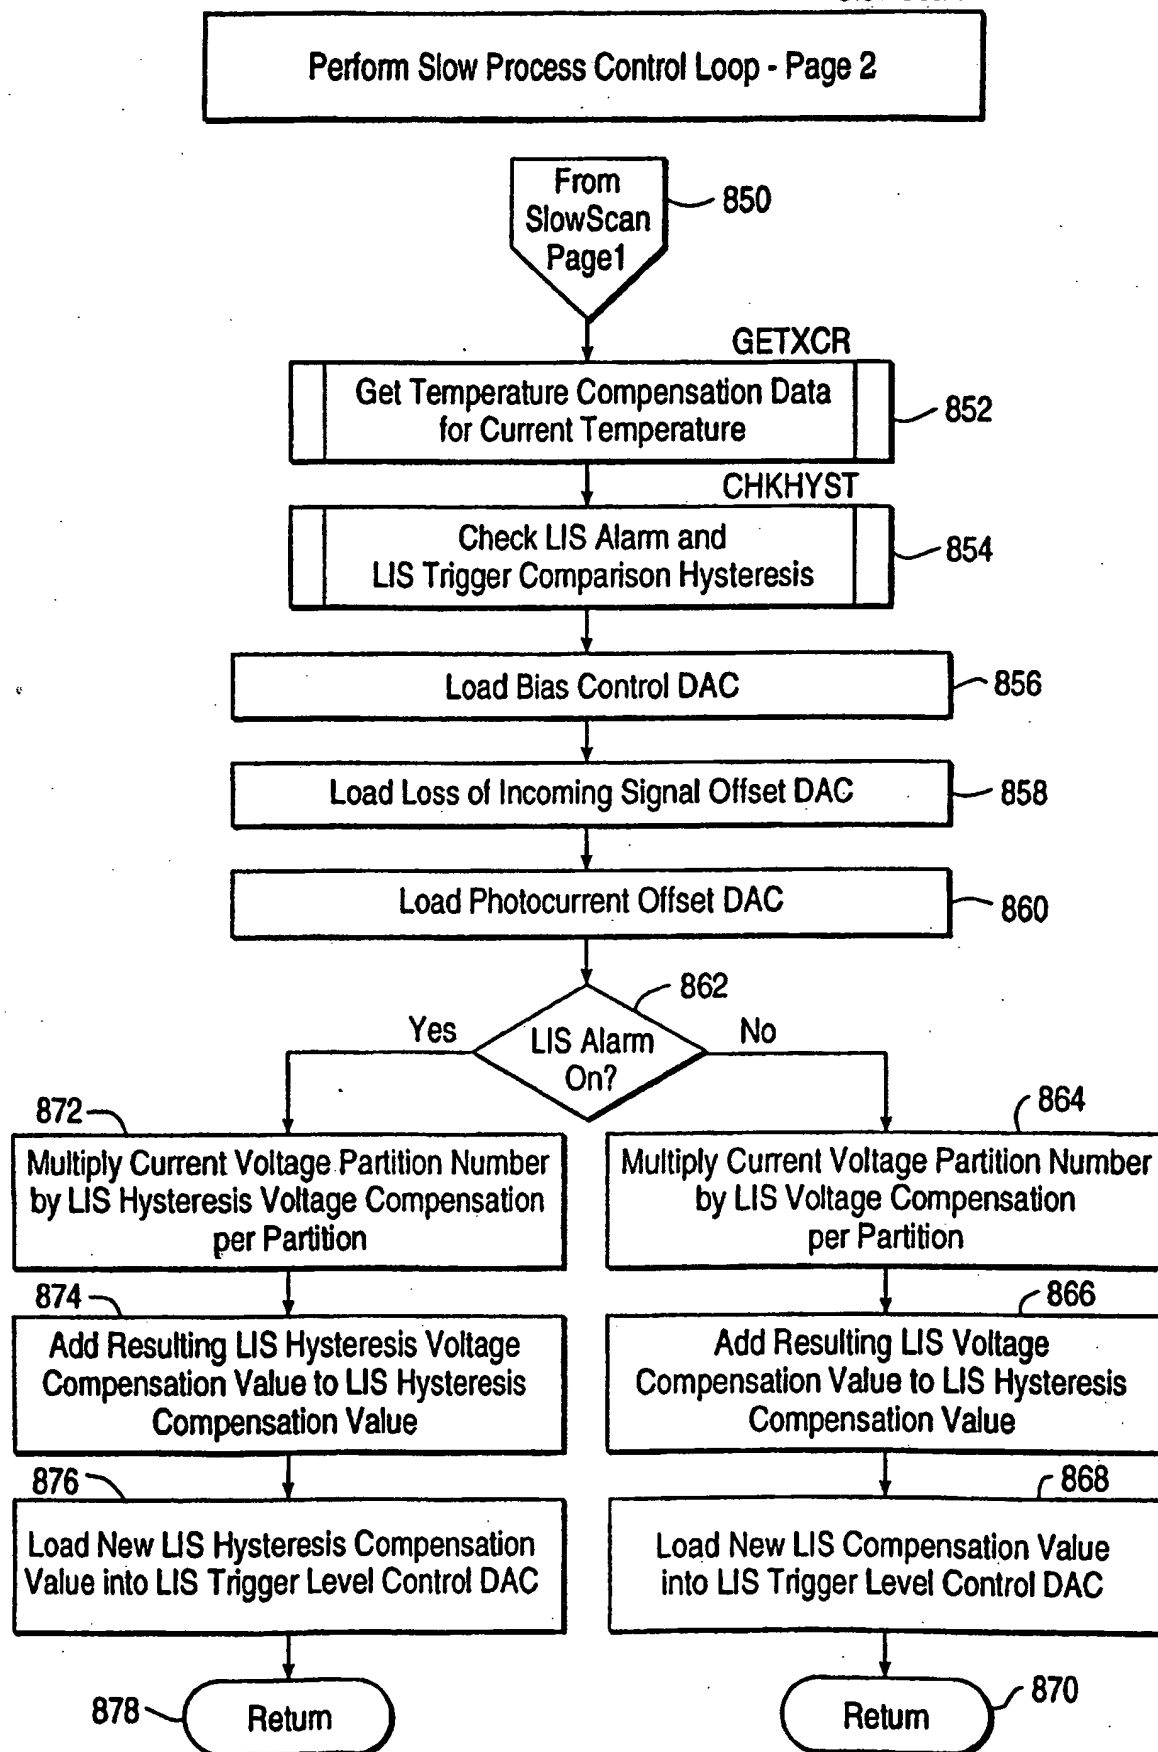 Perform Slow Process Control Loop - Page 2
From
SlowScan
Page1
850
GETXCR
Get Temperature Compensation Data
for Current Temperature
852
CHKHYST
Check LIS Alarm and
LIS Trigger Comparison Hysteresis
854
Load Bias Control DAC
856
Load Loss of Incoming Signal Offset DAC
858
Load Photocurrent Offset DAC
860
862
Yes
LIS Alarm
On?
No
872
Multiply Current Voltage Partition Number
by LIS Hysteresis Voltage Compensation
per Partition
864
Multiply Current Voltage Partition Number
by LIS Voltage Compensation
per Partition
874
Add Resulting LIS Hysteresis Voltage
Compensation Value to LIS Hysteresis
Compensation Value
866
Add Resulting LIS Voltage
Compensation Value to LIS Hysteresis
Compensation Value
876
Load New LIS Hysteresis Compensation
Value into LIS Trigger Level Control DAC
868
Load New LIS Compensation Value
into LIS Trigger Level Control DAC
878
Return
870
Return